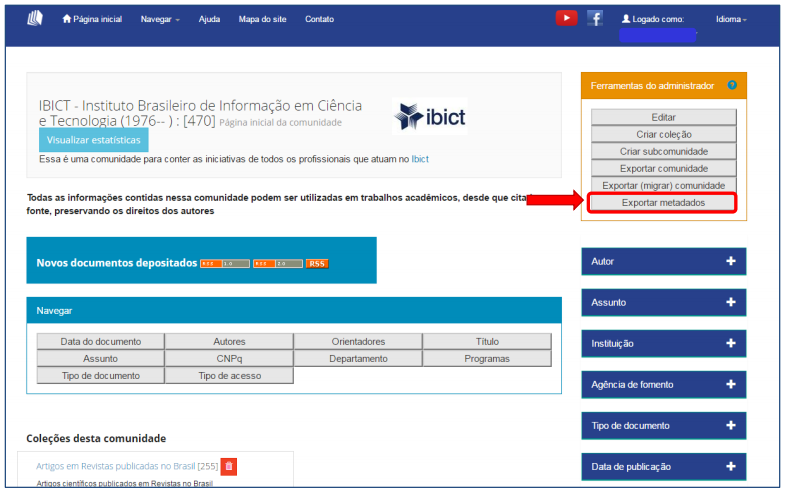 Página inicial Navegar Ajuda Mapa do site Contato Logado como: Idioma
IBICT - Instituto Brasileiro de Informação em Ciência
e Tecnologia (1976-- ) : [470] Página inicial da comunidade
ibict
Visualizar estatísticas
Essa é uma comunidade para conter as iniciativas de todos os profissionais que atuam no Ibict
Todas as informações contidas nessa comunidade podem ser utilizadas em trabalhos acadêmicos, desde que
fonte, preservando os direitos dos autores
Novos documentos depositados RSS 1.0 RSS 2.0 RSS
Navegar
Data do documento Autores Orientadores Título
Assunto CNPq Departamento Programas
Tipo de documento Tipo de acesso
Coleções desta comunidade
Artigos em Revistas publicadas no Brasil [255]
Artigos científicos publicados em Revistas no Brasil
Ferramentas do administrador ?
Editar
Criar coleção
Criar subcomunidade
Exportar comunidade
Exportar (migrar) comunidade
Exportar metadados
Autor +
Assunto +
Instituição +
Agência de fomento +
Tipo de documento +
Data de publicação +